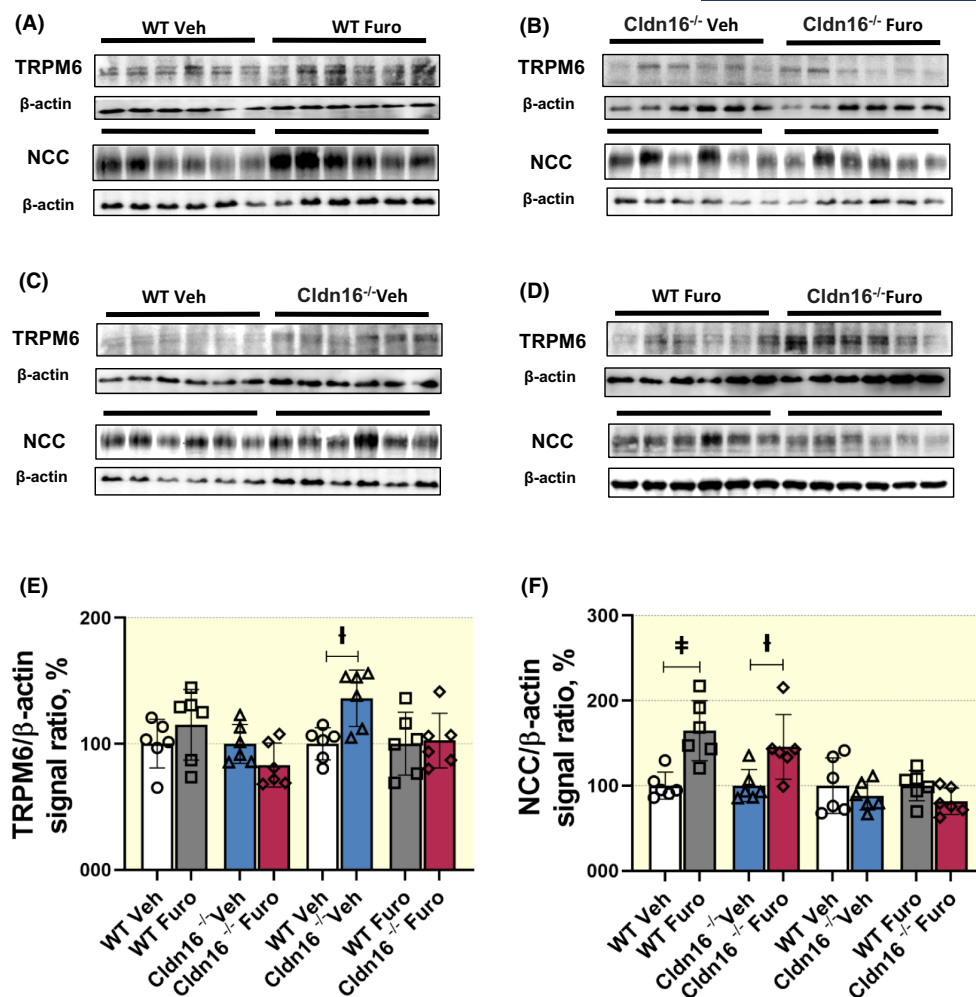 (A)
WT Veh WT Furo
TRPM6
β-actin
NCC
β-actin
(B)
Cldn16⁻/⁻ Veh Cldn16⁻/⁻ Furo
TRPM6
β-actin
NCC
β-actin
(C)
WT Veh Cldn16⁻/⁻Veh
TRPM6
β-actin
NCC
β-actin
(D)
WT Furo Cldn16⁻/⁻Furo
TRPM6
β-actin
NCC
β-actin
(E)
TRPM6/β-actin
signal ratio, %
200
100
000
ƚ
WT Veh
WT Furo
Cldn16⁻/⁻Veh
Cldn16⁻/⁻ Furo
WT Veh
Cldn16⁻/⁻Veh
WT Furo
Cldn16⁻/⁻Furo
(F)
NCC/β-actin
signal ratio, %
300
200
100
000
ǂ
ƚ
WT Veh
WT Furo
Cldn16⁻/⁻Veh
Cldn16⁻/⁻ Furo
WT Veh
Cldn16⁻/⁻Veh
WT Furo
Cldn16⁻/⁻Furo